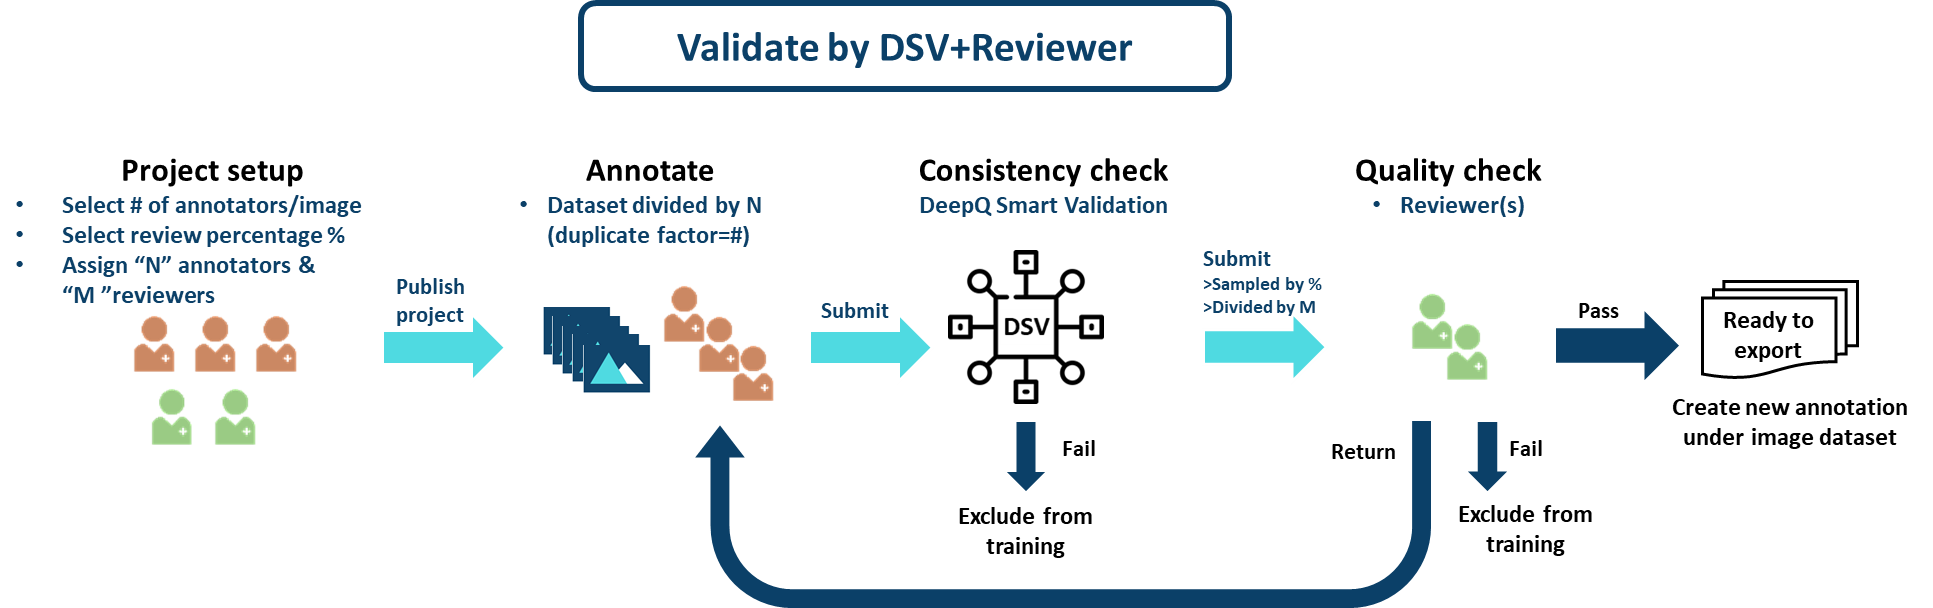 Validate by DSV+Reviewer
Project setup
• Select # of annotators/image
• Select review percentage %
• Assign “N” annotators &
“M ”reviewers
Publish
project
Annotate
• Dataset divided by N
(duplicate factor=#)
Submit
Consistency check
DeepQ Smart Validation
DSV
Fail
Exclude from
training
Submit
>Sampled by %
>Divided by M
Quality check
• Reviewer(s)
Return
Fail
Exclude from
training
Pass
Ready to
export
Create new annotation
under image dataset